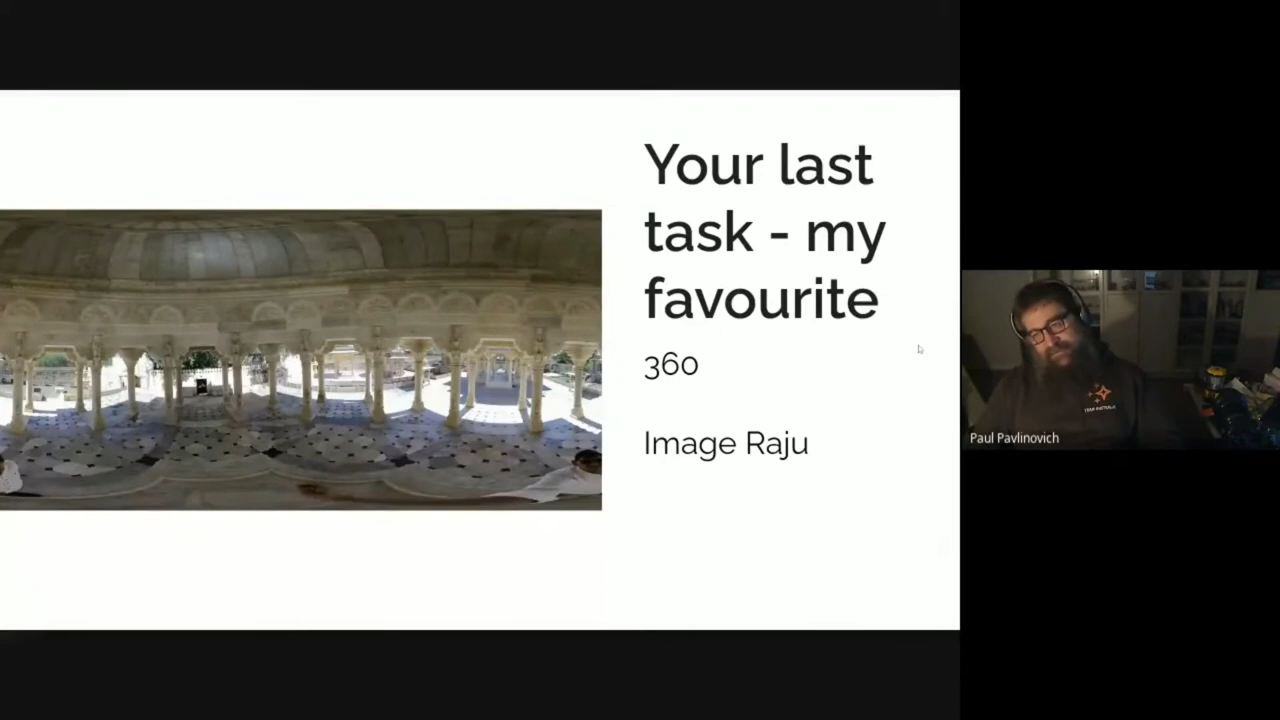 Your last
task - my
favourite
360
Image Raju
Paul Pavlinovich